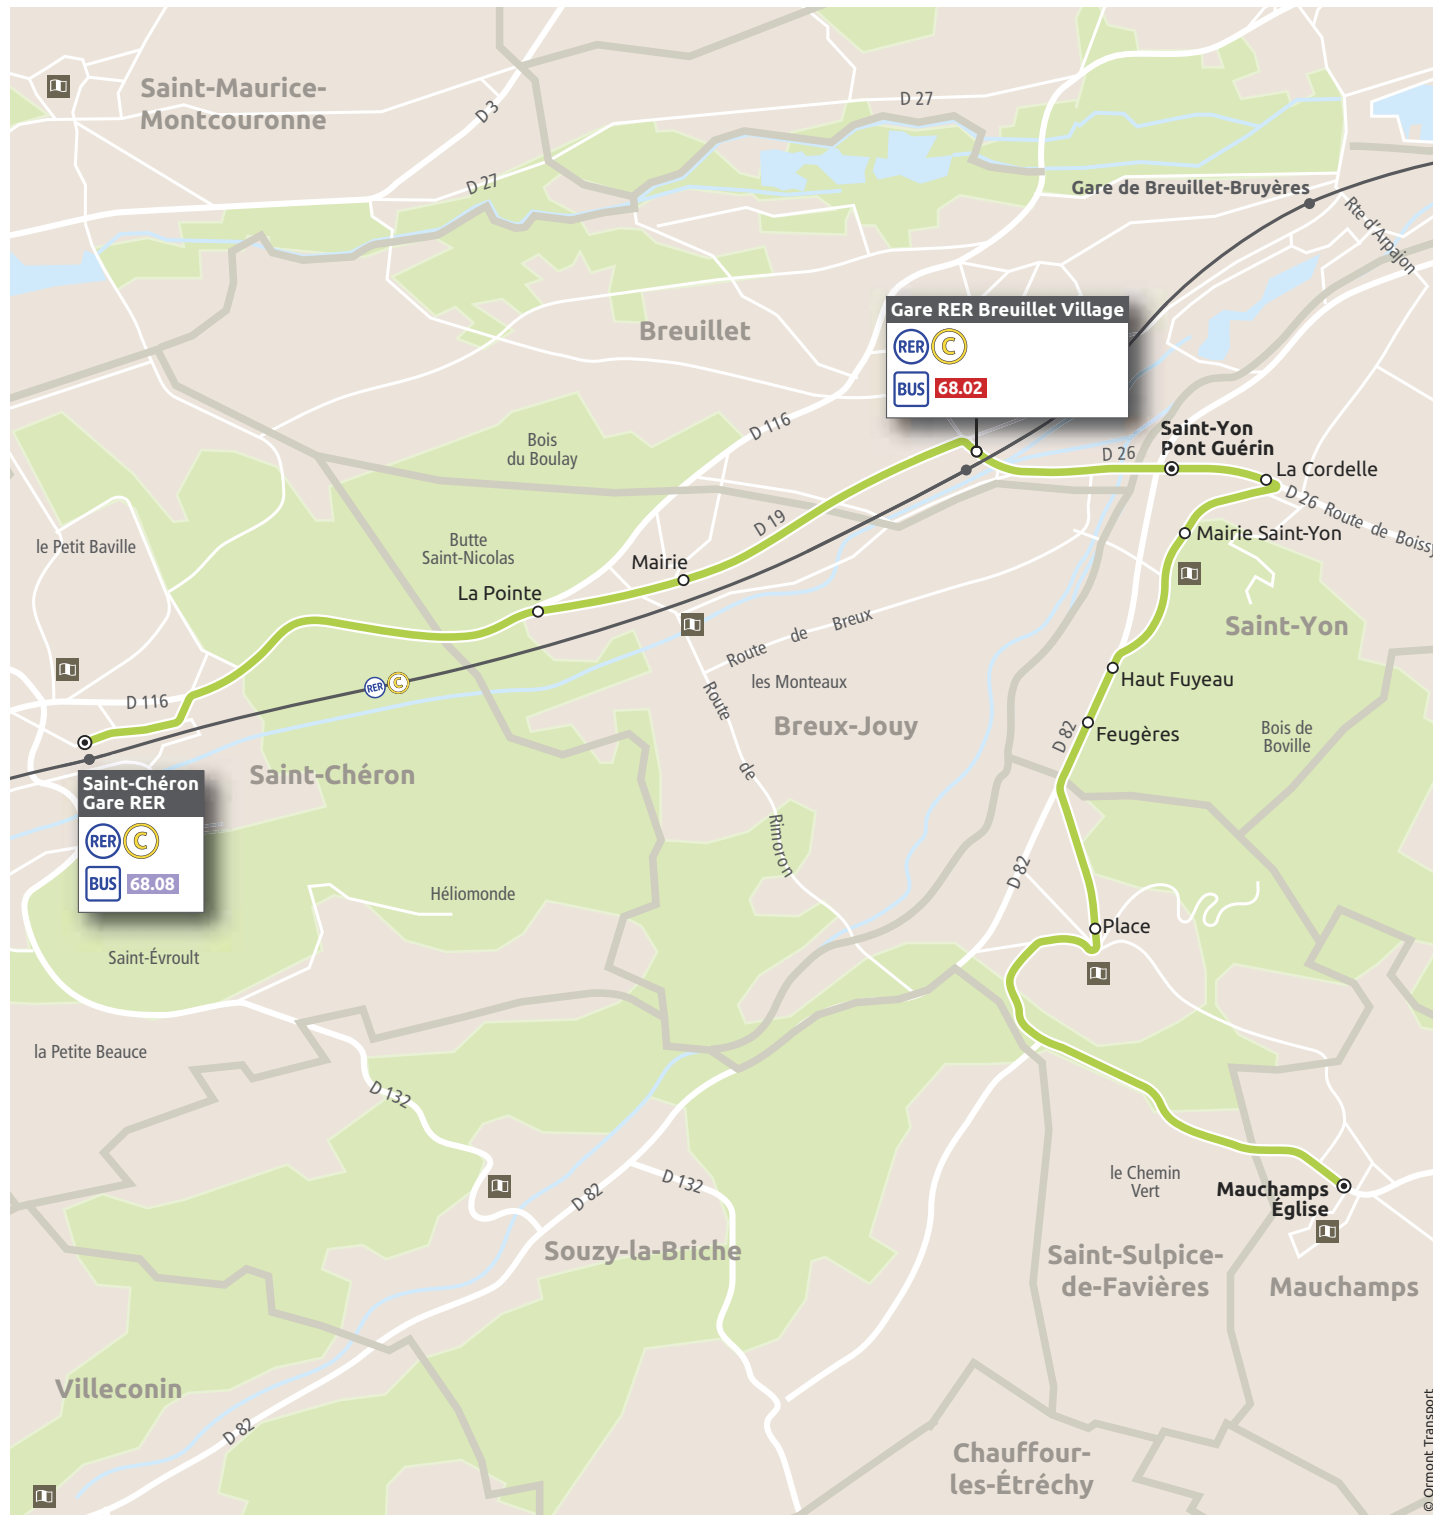 Saint-Maurice-
Montcouronne
D 3
D 27
D 27
Gare de Breuillet-Bruyères
Rte d'Arpajon
Breuillet
Gare RER Breuillet Village
RER C
BUS 68.02
D 116
Bois
du Boulay
Saint-Yon
Pont Guérin
D 26
La Cordelle
D 26 Route de Boissy
D 19
le Petit Baville
Butte
Saint-Nicolas
Mairie
Mairie Saint-Yon
La Pointe
Route de Breux
Saint-Yon
RER C
les Monteaux
Haut Fuyeau
D 116
Route de Rimoron
Breux-Jouy
D 82
Feugères
Bois de
Boville
Saint-Chéron
Saint-Chéron
Gare RER
RER C
BUS 68.08
D 82
Héliomonde
Place
Saint-Évroult
la Petite Beauce
D 132
le Chemin
Vert
D 132
D 82
Mauchamps
Église
Souzy-la-Briche
Saint-Sulpice-
de-Favières
Mauchamps
Villeconin
D 82
Chauffour-
les-Étréchy
© Ormont Transport